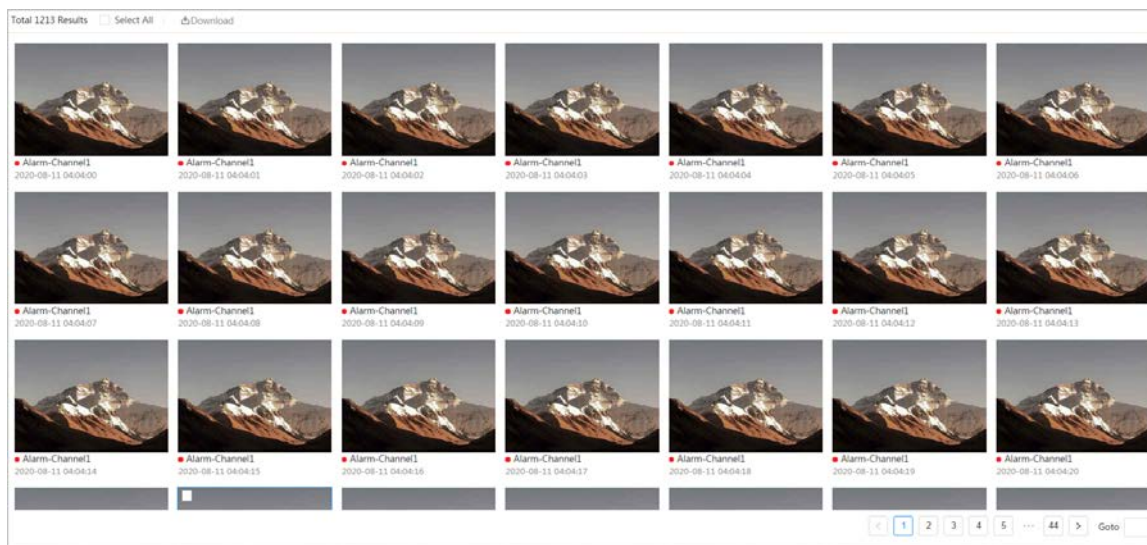 Total 1213 Results Select All Download
Alarm-Channel1 Alarm-Channel1 Alarm-Channel1 Alarm-Channel1 Alarm-Channel1 Alarm-Channel1 Alarm-Channel1
2020-08-11 04:04:00 2020-08-11 04:04:01 2020-08-11 04:04:02 2020-08-11 04:04:03 2020-08-11 04:04:04 2020-08-11 04:04:05 2020-08-11 04:04:06
Alarm-Channel1 Alarm-Channel1 Alarm-Channel1 Alarm-Channel1 Alarm-Channel1 Alarm-Channel1 Alarm-Channel1
2020-08-11 04:04:07 2020-08-11 04:04:08 2020-08-11 04:04:09 2020-08-11 04:04:10 2020-08-11 04:04:11 2020-08-11 04:04:12 2020-08-11 04:04:13
Alarm-Channel1 Alarm-Channel1 Alarm-Channel1 Alarm-Channel1 Alarm-Channel1 Alarm-Channel1 Alarm-Channel1
2020-08-11 04:04:14 2020-08-11 04:04:15 2020-08-11 04:04:16 2020-08-11 04:04:17 2020-08-11 04:04:18 2020-08-11 04:04:19 2020-08-11 04:04:20
< 1 2 3 4 5 ··· 44 > Goto